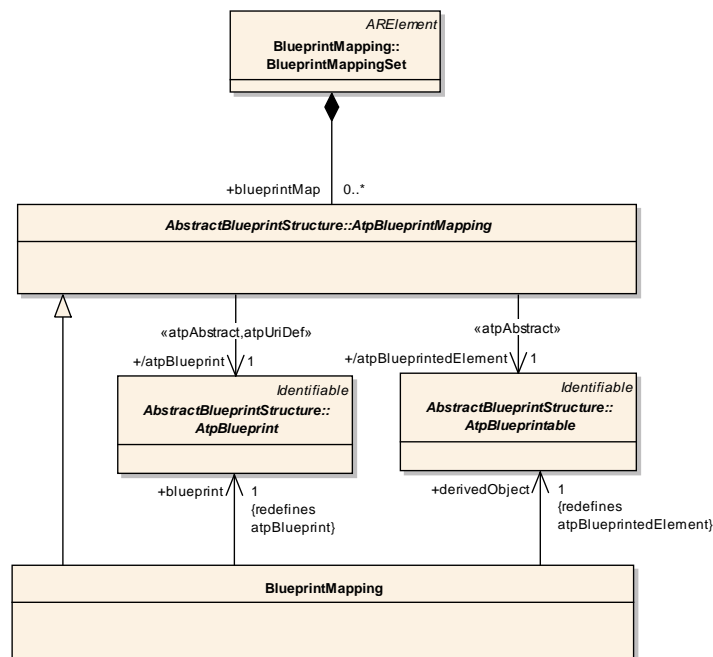 ARElement
BlueprintMapping::
BlueprintMappingSet
+blueprintMap 0..*
AbstractBlueprintStructure::AtpBlueprintMapping
«atpAbstract,atpUriDef»
«atpAbstract»
+/atpBlueprint 1
+/atpBlueprintedElement 1
Identifiable
AbstractBlueprintStructure::
AtpBlueprint
Identifiable
AbstractBlueprintStructure::
AtpBlueprintable
+blueprint 1
{redefines
atpBlueprint}
+derivedObject 1
{redefines
atpBlueprintedElement}
BlueprintMapping